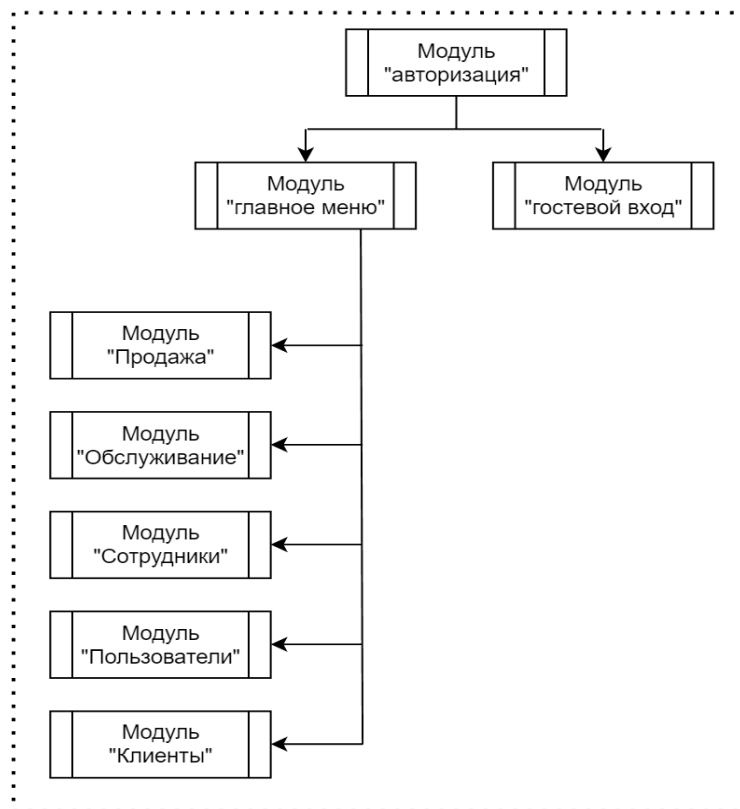 Модуль
"авторизация"
Модуль
"главное меню"
Модуль
"гостевой вход"
Модуль
"Продажа"
Модуль
"Обслуживание"
Модуль
"Сотрудники"
Модуль
"Пользователи"
Модуль
"Клиенты"